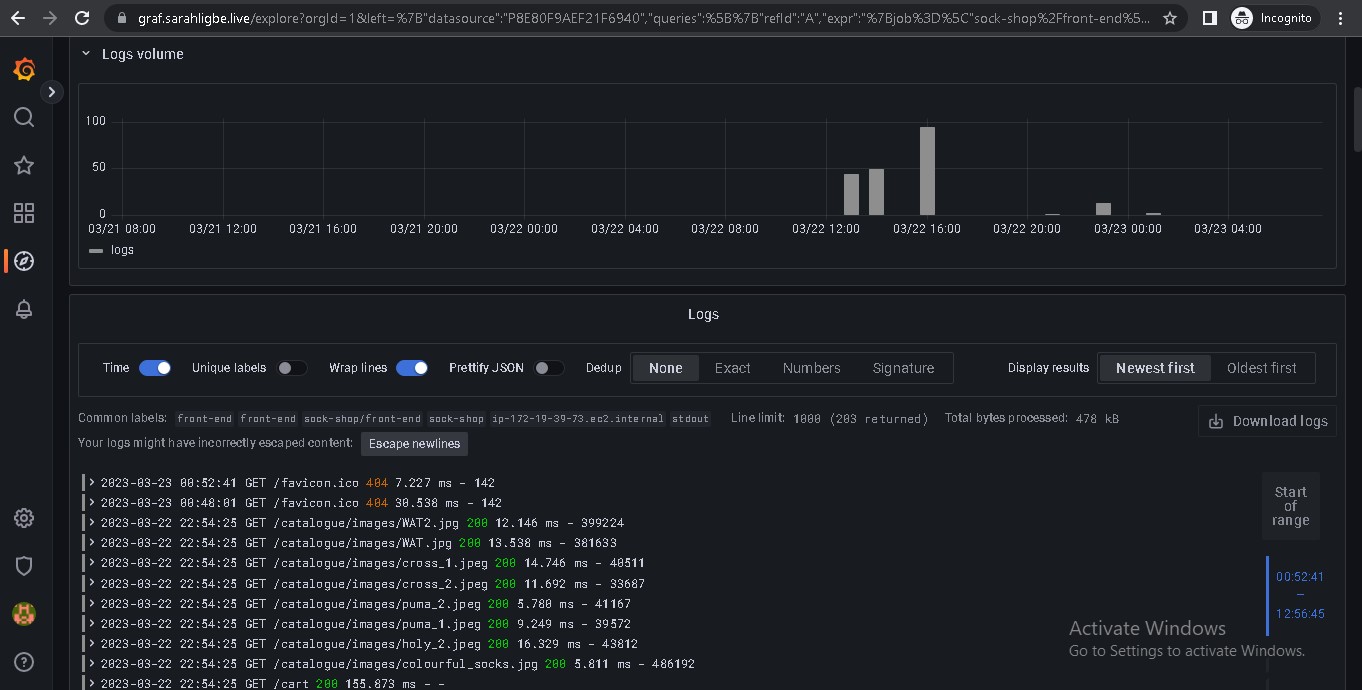 graf.sarahligbe.live/explore?orgId=1&left=%7B"datasource":"P8E80F9AEF21F6940","queries":%5B%7B"refId":"A","expr":"%7Bjob%3D%5C"sock-shop%2Ffront-end%5... Incognito
Logs volume
100
50
0
03/21 08:00 03/21 12:00 03/21 16:00 03/21 20:00 03/22 00:00 03/22 04:00 03/22 08:00 03/22 12:00 03/22 16:00 03/22 20:00 03/23 00:00 03/23 04:00
logs
Logs
Time Unique labels Wrap lines Prettify JSON Dedup None Exact Numbers Signature Display results Newest first Oldest first
Common labels: front-end front-end sock-shop/front-end sock-shop ip-172-19-39-73.ec2.internal stdout Line limit: 1000 (203 returned) Total bytes processed: 478 kB Download logs
Your logs might have incorrectly escaped content: Escape newlines
2023-03-23 00:52:41 GET /favicon.ico 404 7.227 ms - 142
2023-03-23 00:48:01 GET /favicon.ico 404 30.538 ms - 142
2023-03-22 22:54:25 GET /catalogue/images/WAT2.jpg 200 12.146 ms - 399224
2023-03-22 22:54:25 GET /catalogue/images/WAT.jpg 200 13.538 ms - 381633
2023-03-22 22:54:25 GET /catalogue/images/cross_1.jpeg 200 14.746 ms - 40511
2023-03-22 22:54:25 GET /catalogue/images/cross_2.jpeg 200 11.692 ms - 33687
2023-03-22 22:54:25 GET /catalogue/images/puma_2.jpeg 200 5.780 ms - 41167
2023-03-22 22:54:25 GET /catalogue/images/puma_1.jpeg 200 9.249 ms - 39572
2023-03-22 22:54:25 GET /catalogue/images/holy_2.jpeg 200 16.329 ms - 43812
2023-03-22 22:54:25 GET /catalogue/images/colourful_socks.jpg 200 5.811 ms - 486192
2023-03-22 22:54:25 GET /cart 200 155.873 ms - -
Start
of
range
00:52:41
—
12:56:45
Activate Windows
Go to Settings to activate Windows.